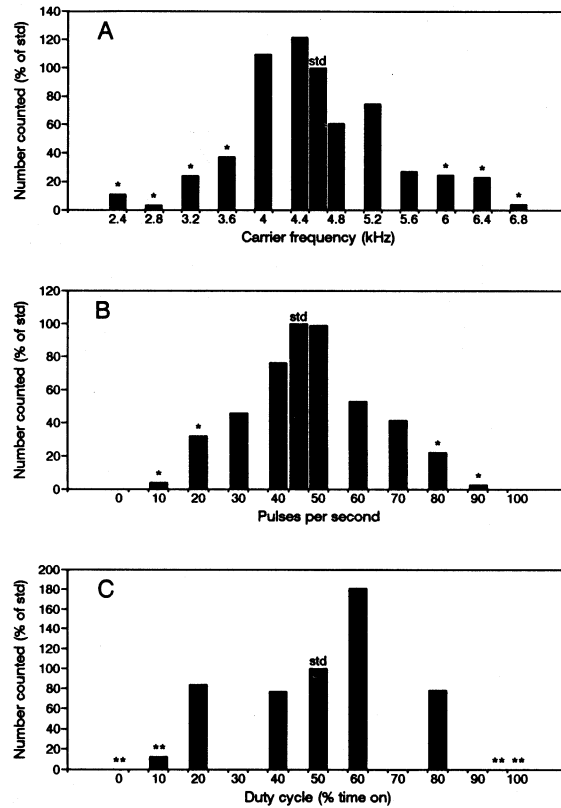 A
Number counted (% of std)
140
120
100
80
60
40
20
0
std
* * * * * * *
2.4 2.8 3.2 3.6 4 4.4 4.8 5.2 5.6 6 6.4 6.8
Carrier frequency (kHz)
B
Number counted (% of std)
120
100
80
60
40
20
0
std
* * * *
0 10 20 30 40 50 60 70 80 90 100
Pulses per second
C
Number counted (% of std)
200
180
160
140
120
100
80
60
40
20
0
std
** ** ** **
0 10 20 30 40 50 60 70 80 90 100
Duty cycle (% time on)